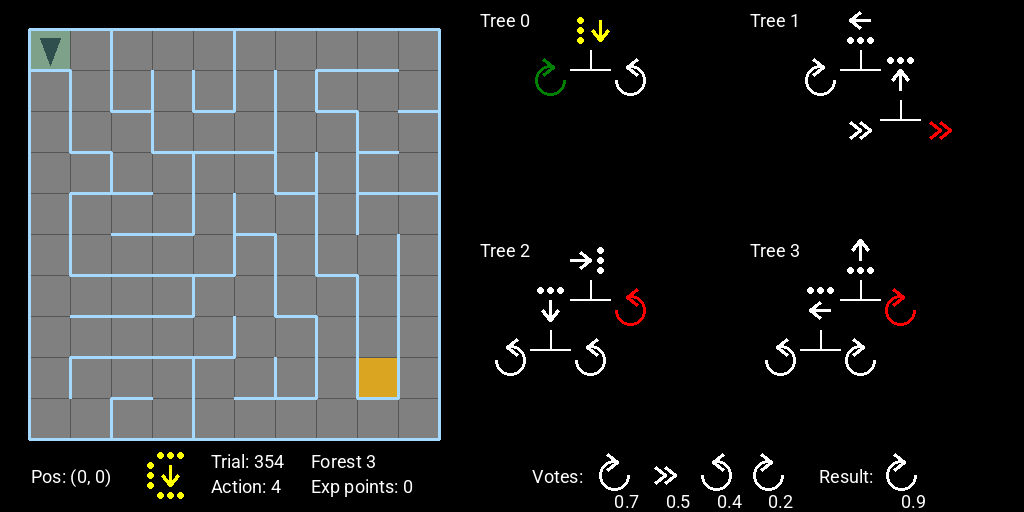 Tree 0
Tree 1
Tree 2
Tree 3
Pos: (0, 0)
Trial: 354
Forest 3
Action: 4
Exp points: 0
Votes:
0.7
0.5
0.4
0.2
Result:
0.9